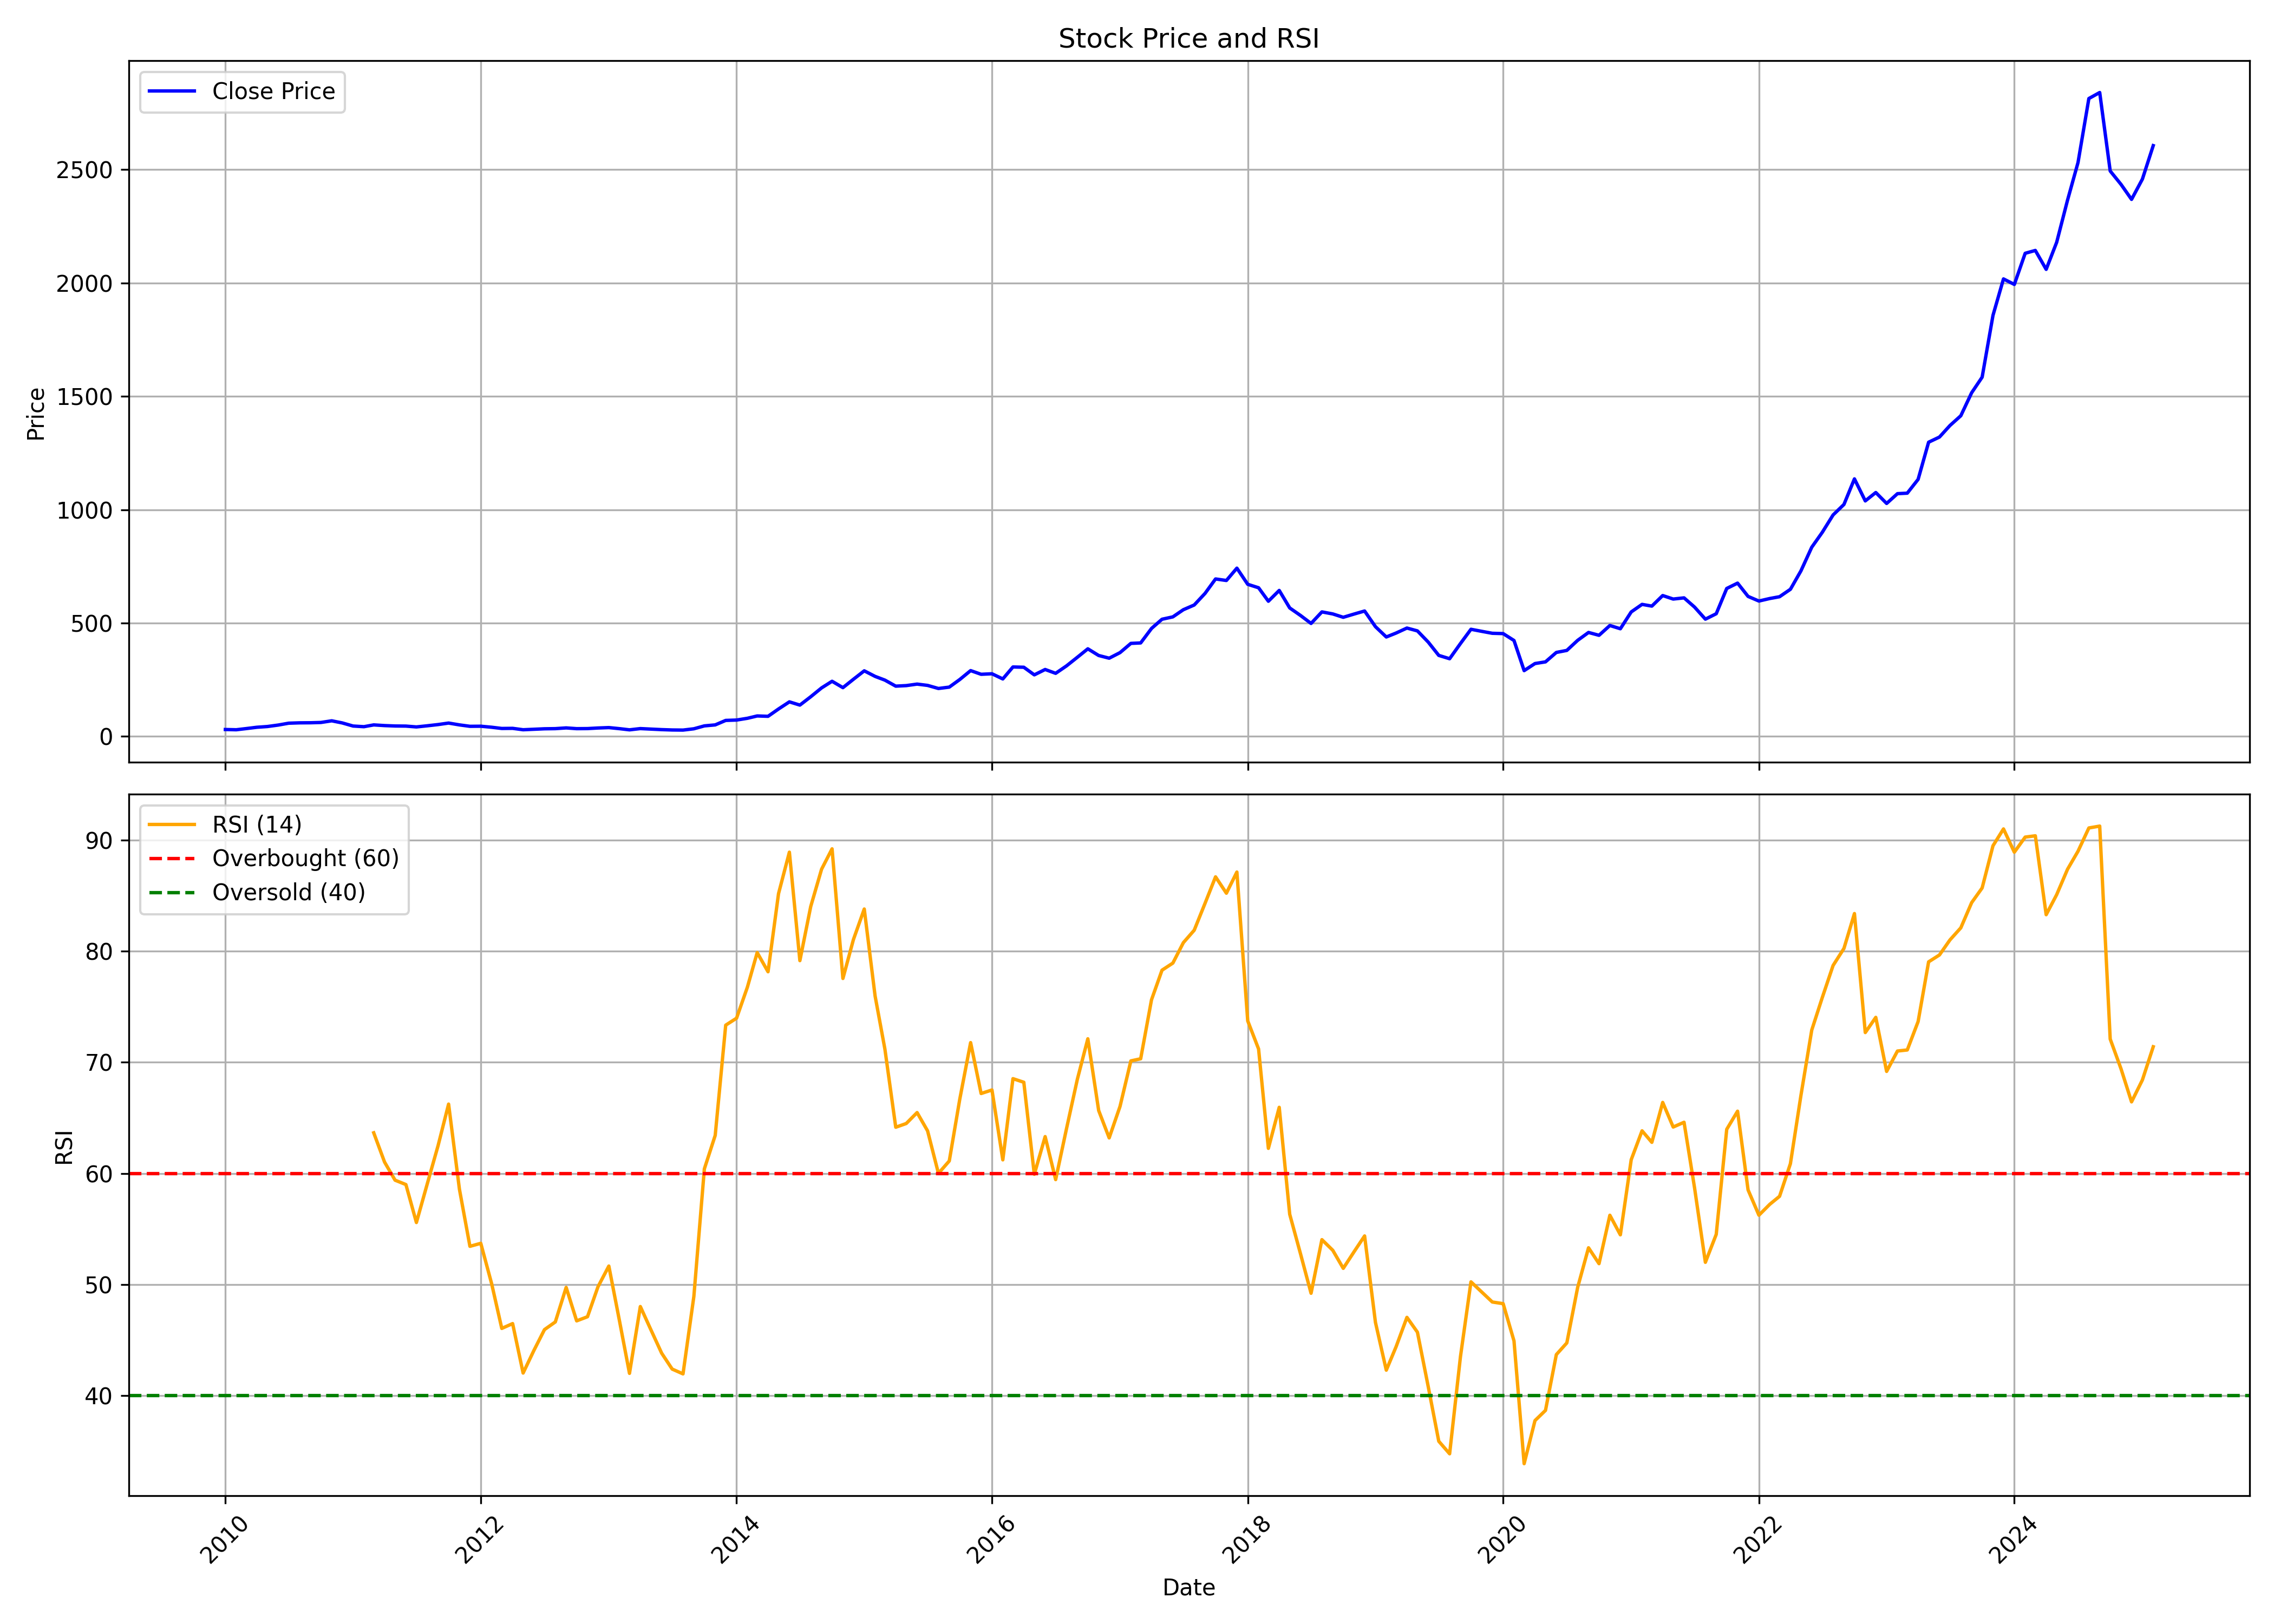 Stock Price and RSI
Close Price
Price
2500
2000
1500
1000
500
0
RSI (14)
Overbought (60)
Oversold (40)
RSI
90
80
70
60
50
40
2010
2012
2014
2016
2018
2020
2022
2024
Date